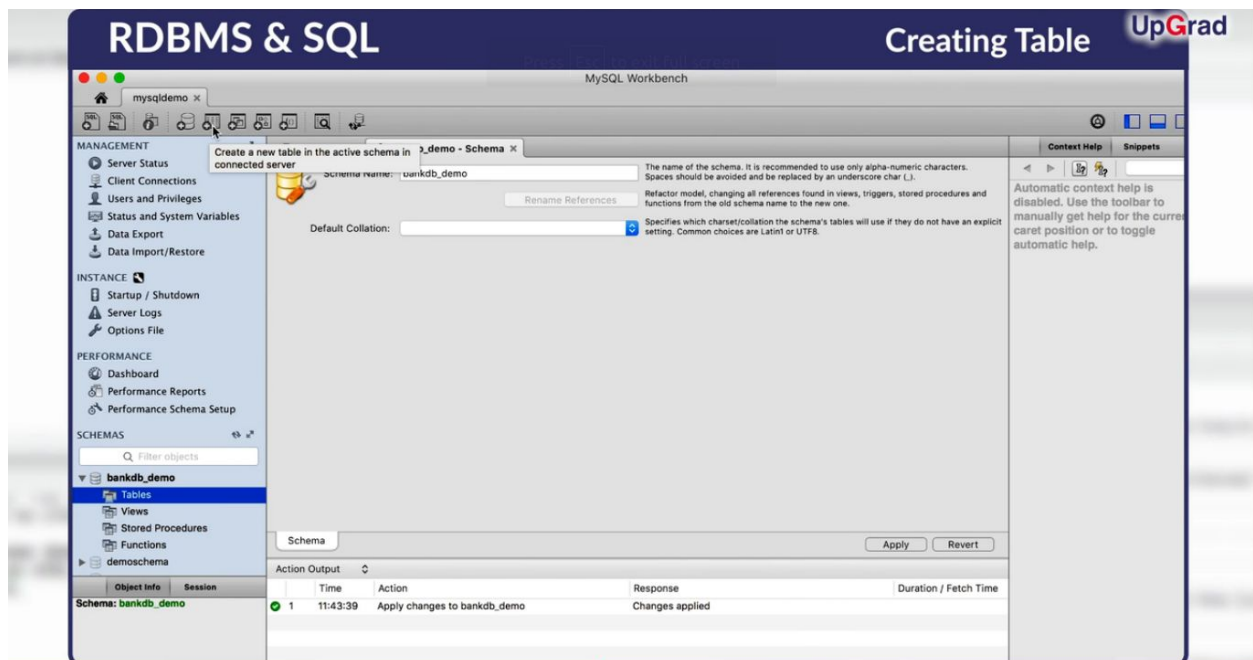 RDBMS & SQL
Creating Table
UpGrad
Press Esc to exit full screen
MySQL Workbench
mysqldemo ×
MANAGEMENT
Server Status
Client Connections
Users and Privileges
Status and System Variables
Data Export
Data Import/Restore
INSTANCE
Startup / Shutdown
Server Logs
Options File
PERFORMANCE
Dashboard
Performance Reports
Performance Schema Setup
SCHEMAS
Filter objects
bankdb_demo
Tables
Views
Stored Procedures
Functions
demoschema
Object Info Session
Schema: bankdb_demo
Create a new table in the active schema in
connected server
_demo - Schema ×
Schema Name: bankdb_demo
The name of the schema. It is recommended to use only alpha-numeric characters.
Spaces should be avoided and be replaced by an underscore char (_).
Rename References
Refactor model, changing all references found in views, triggers, stored procedures and
functions from the old schema name to the new one.
Default Collation:
Specifies which charset/collation the schema's tables will use if they do not have an explicit
setting. Common choices are Latin1 or UTF8.
Schema
Apply Revert
Action Output
Time Action Response Duration / Fetch Time
1 11:43:39 Apply changes to bankdb_demo Changes applied
Context Help Snippets
Automatic context help is
disabled. Use the toolbar to
manually get help for the curre
caret position or to toggle
automatic help.